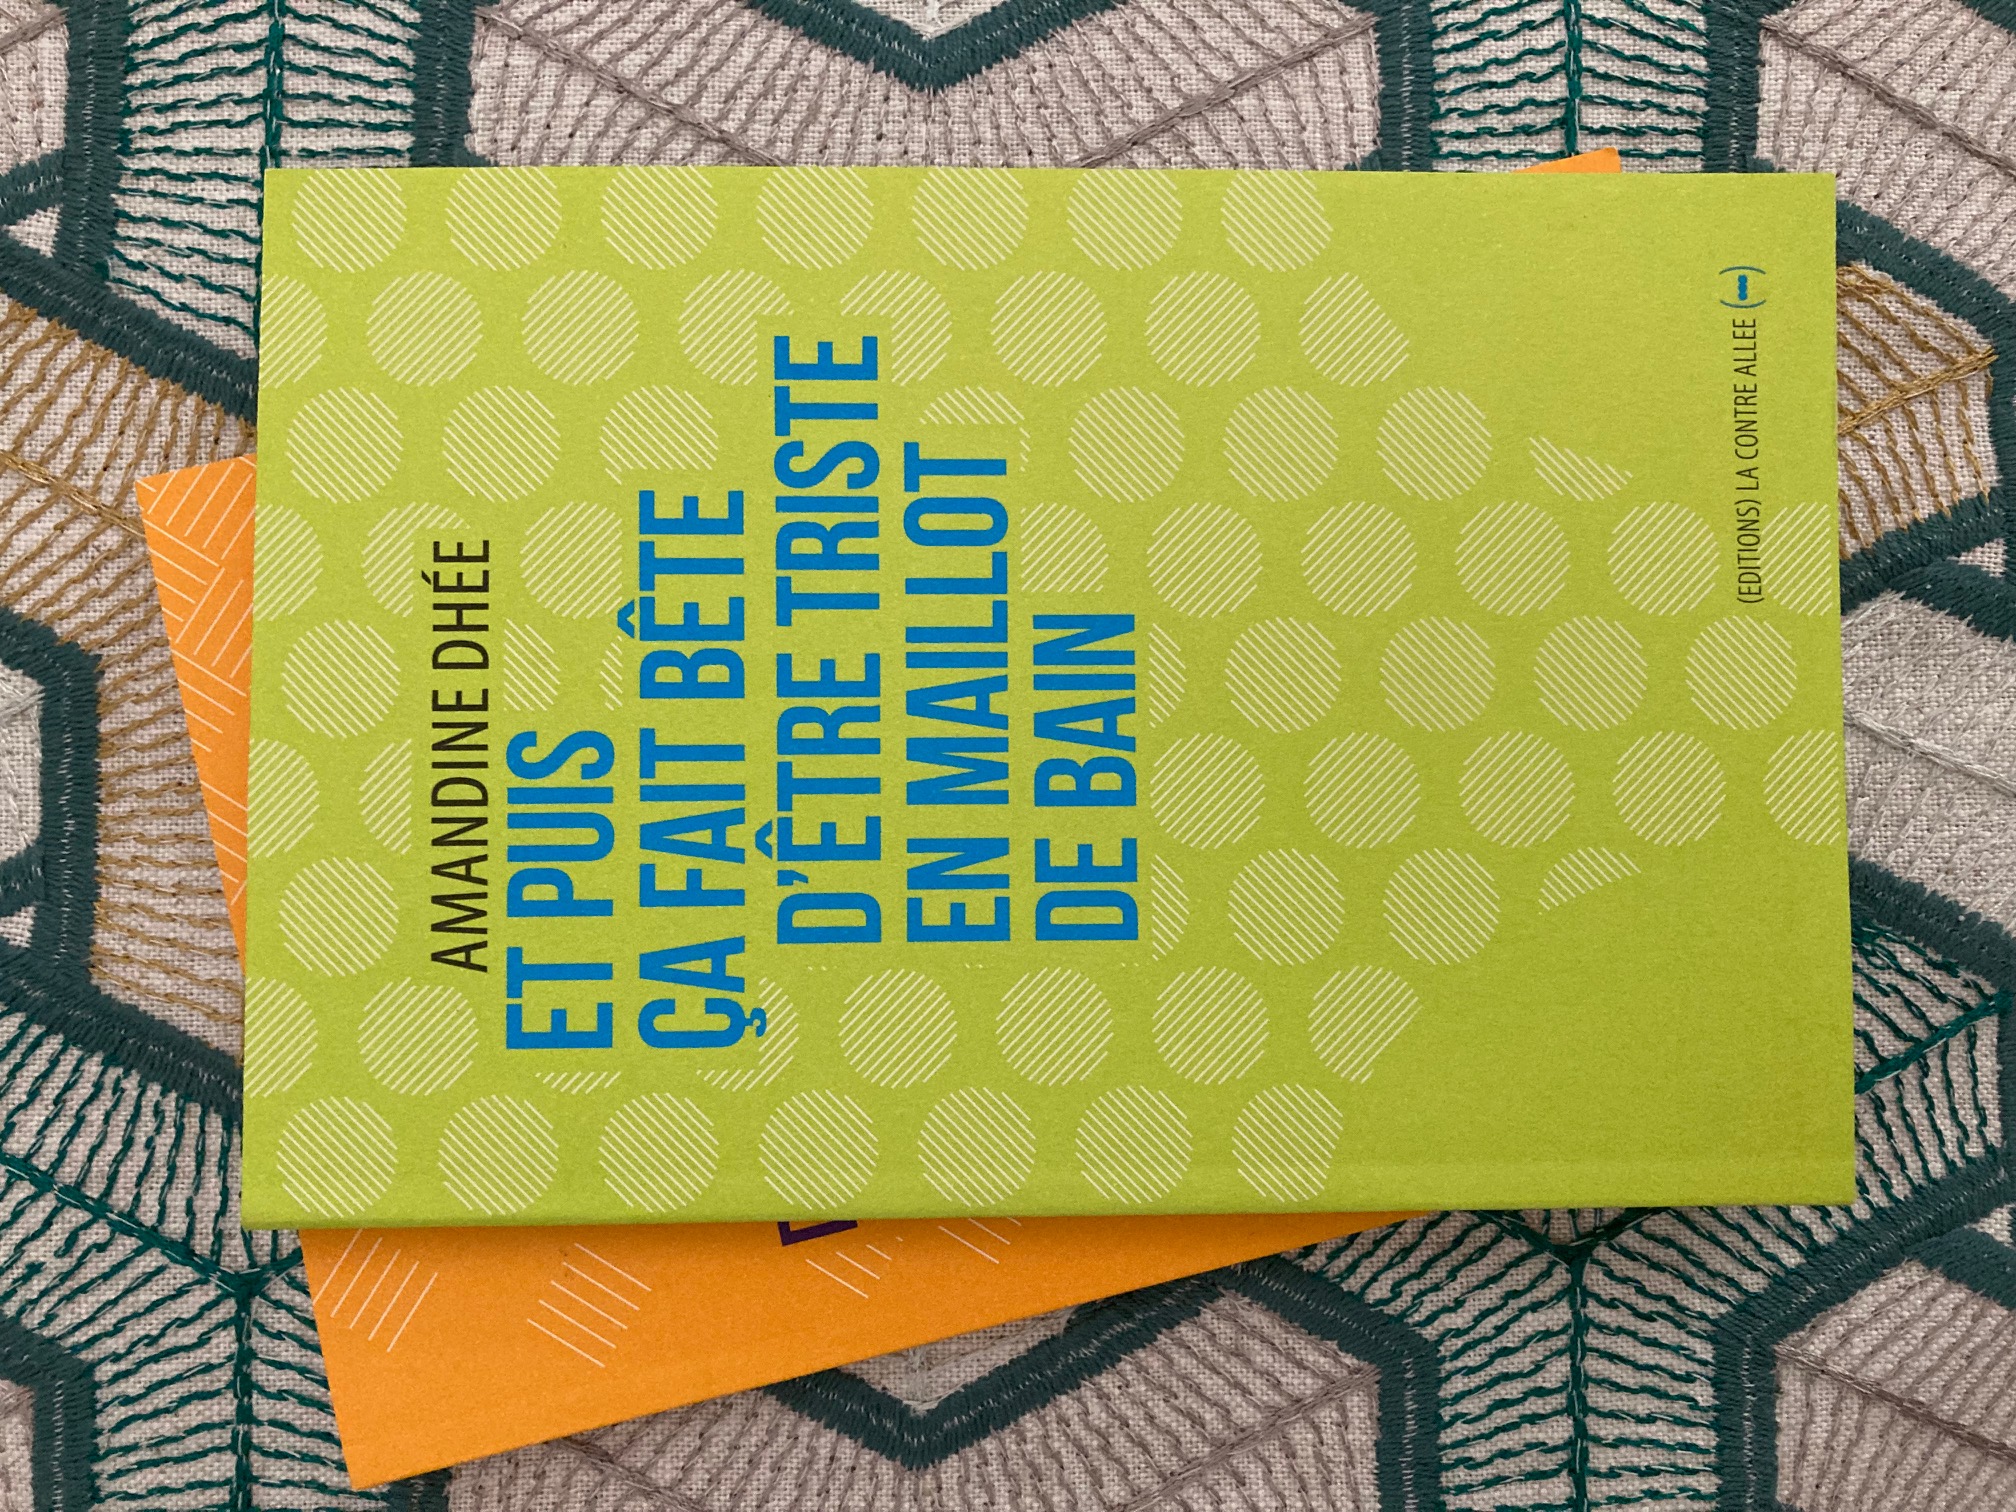 AMANDINE DHÉE
ET PUIS
ÇA FAIT BÊTE
D'ÊTRE TRISTE
EN MAILLOT
DE BAIN
(EDITIONS) LA CONTRE ALLEE (•••)